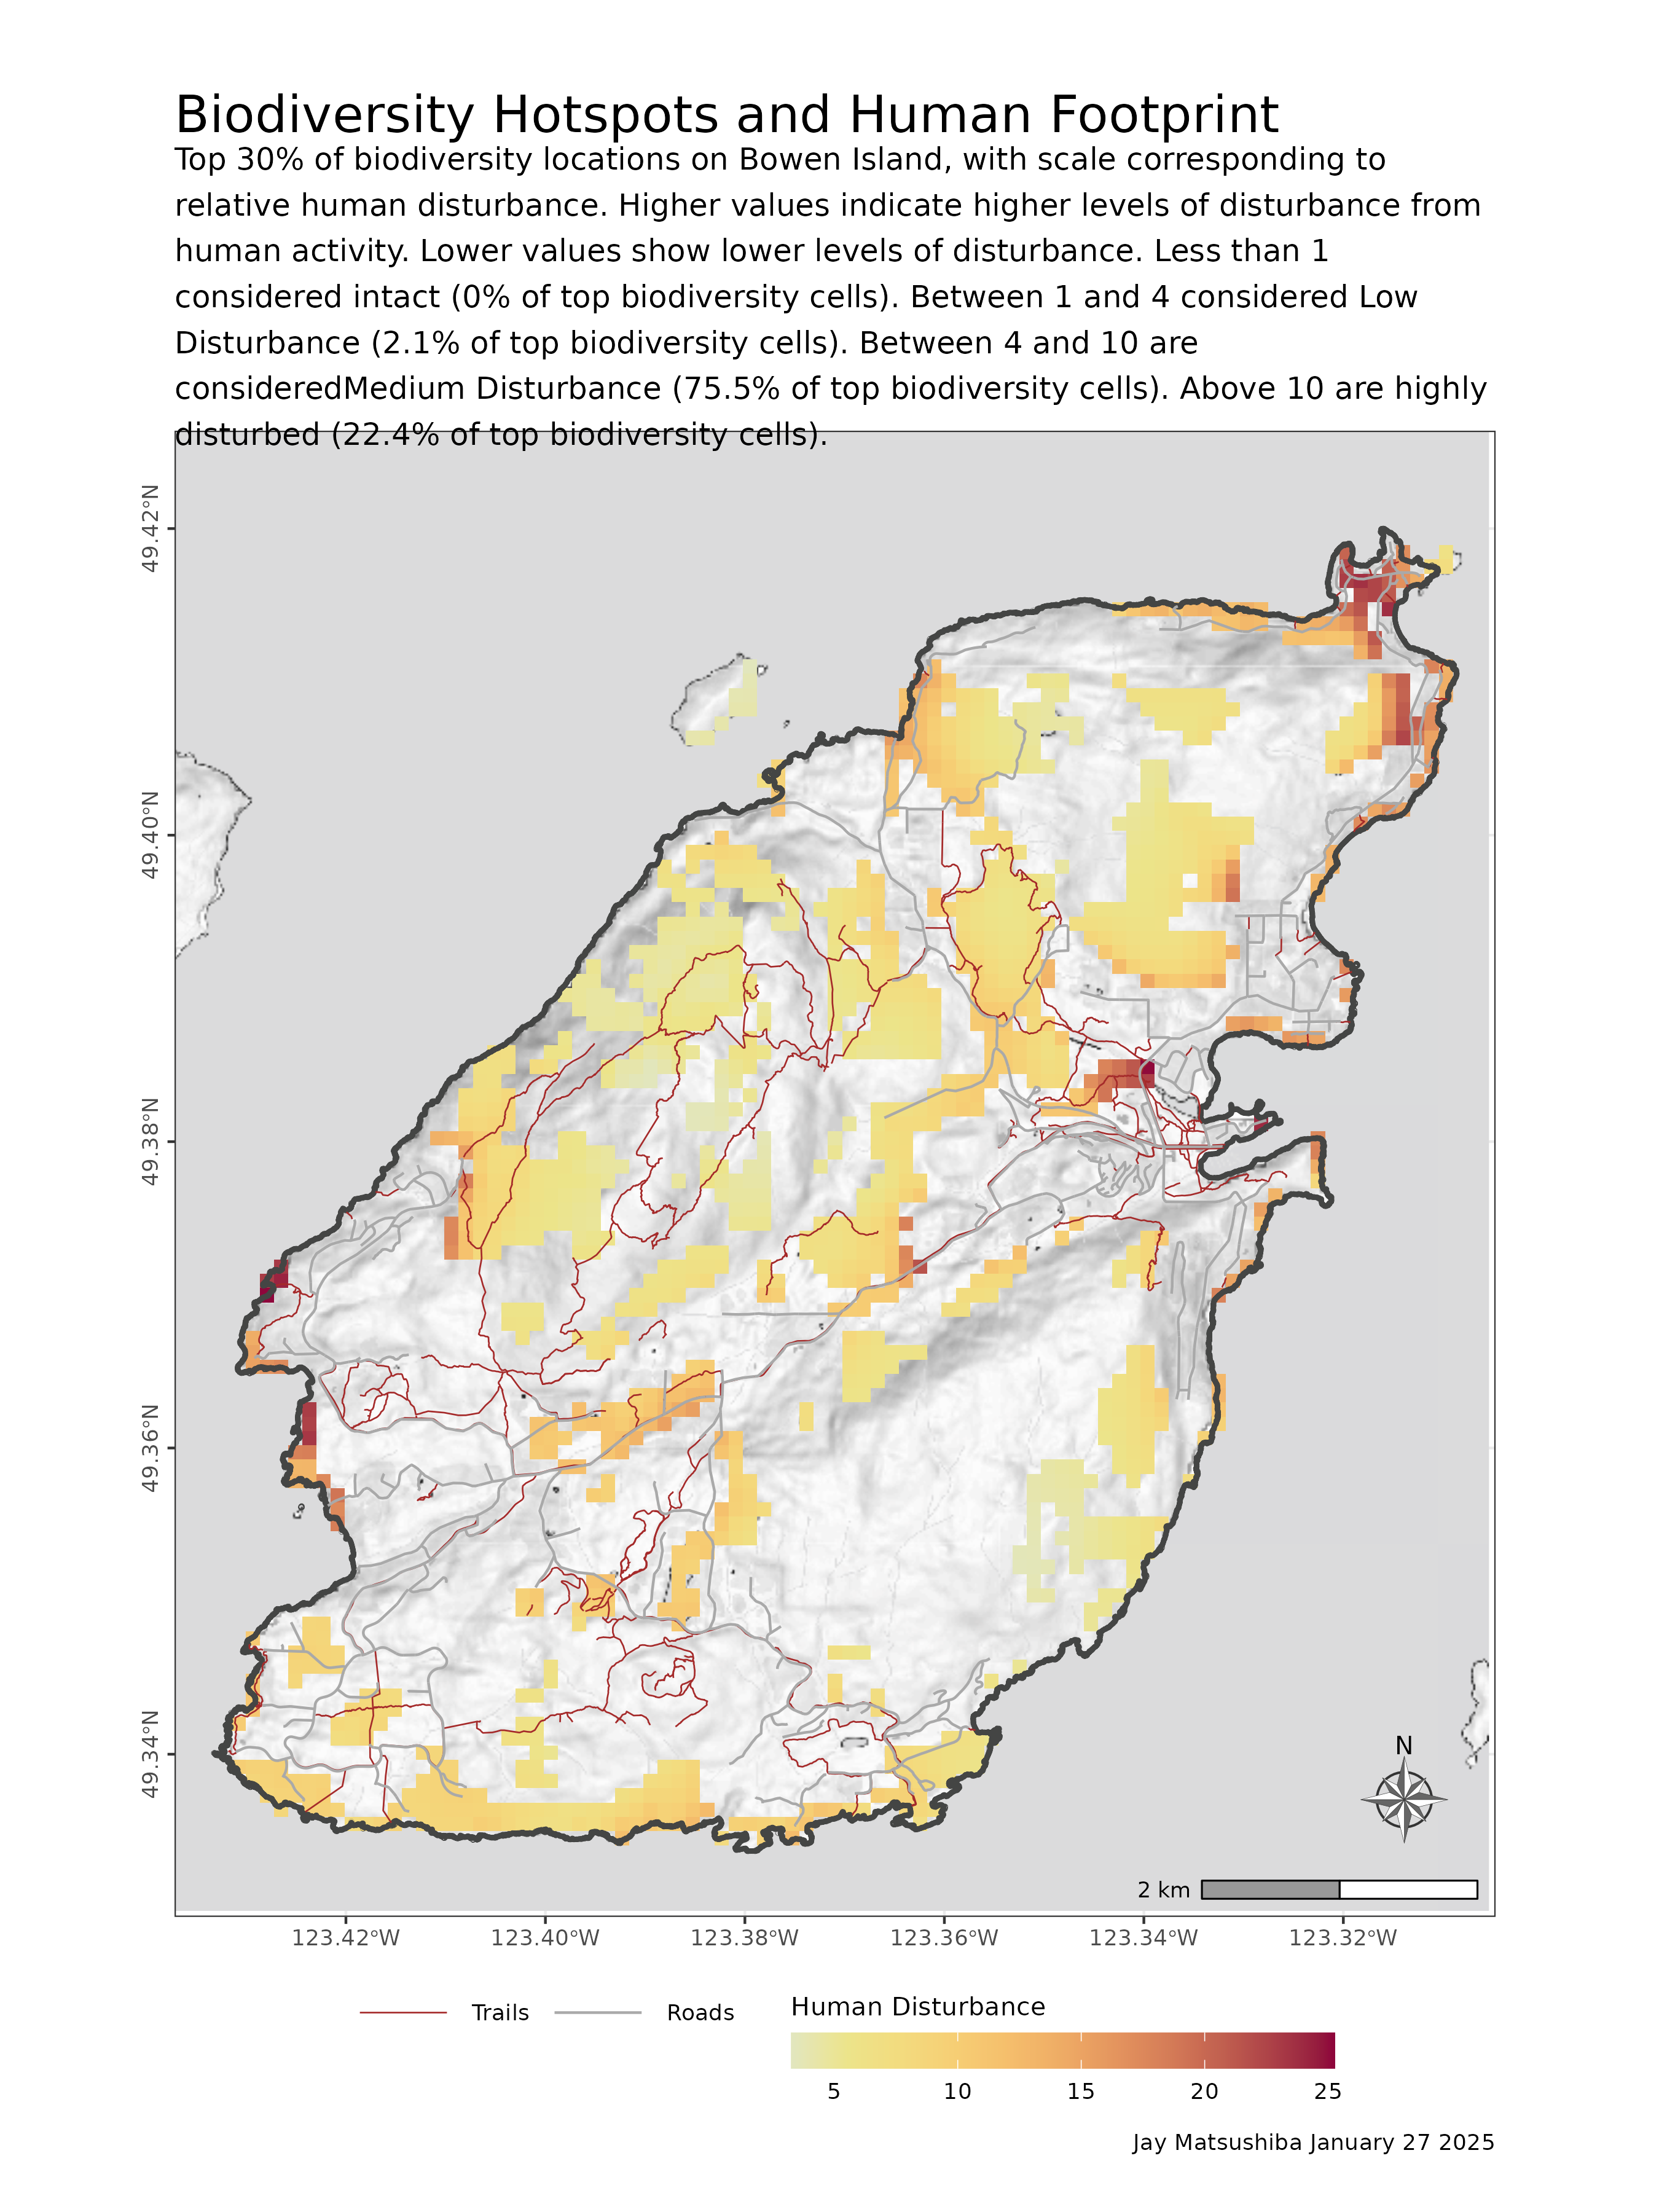 Biodiversity Hotspots and Human Footprint
Top 30% of biodiversity locations on Bowen Island, with scale corresponding to
relative human disturbance. Higher values indicate higher levels of disturbance from
human activity. Lower values show lower levels of disturbance. Less than 1
considered intact (0% of top biodiversity cells). Between 1 and 4 considered Low
Disturbance (2.1% of top biodiversity cells). Between 4 and 10 are
consideredMedium Disturbance (75.5% of top biodiversity cells). Above 10 are highly
disturbed (22.4% of top biodiversity cells).
49.42°N
49.40°N
49.38°N
49.36°N
49.34°N
N
2 km
123.42°W 123.40°W 123.38°W 123.36°W 123.34°W 123.32°W
Trails Roads
Human Disturbance
5 10 15 20 25
Jay Matsushiba January 27 2025